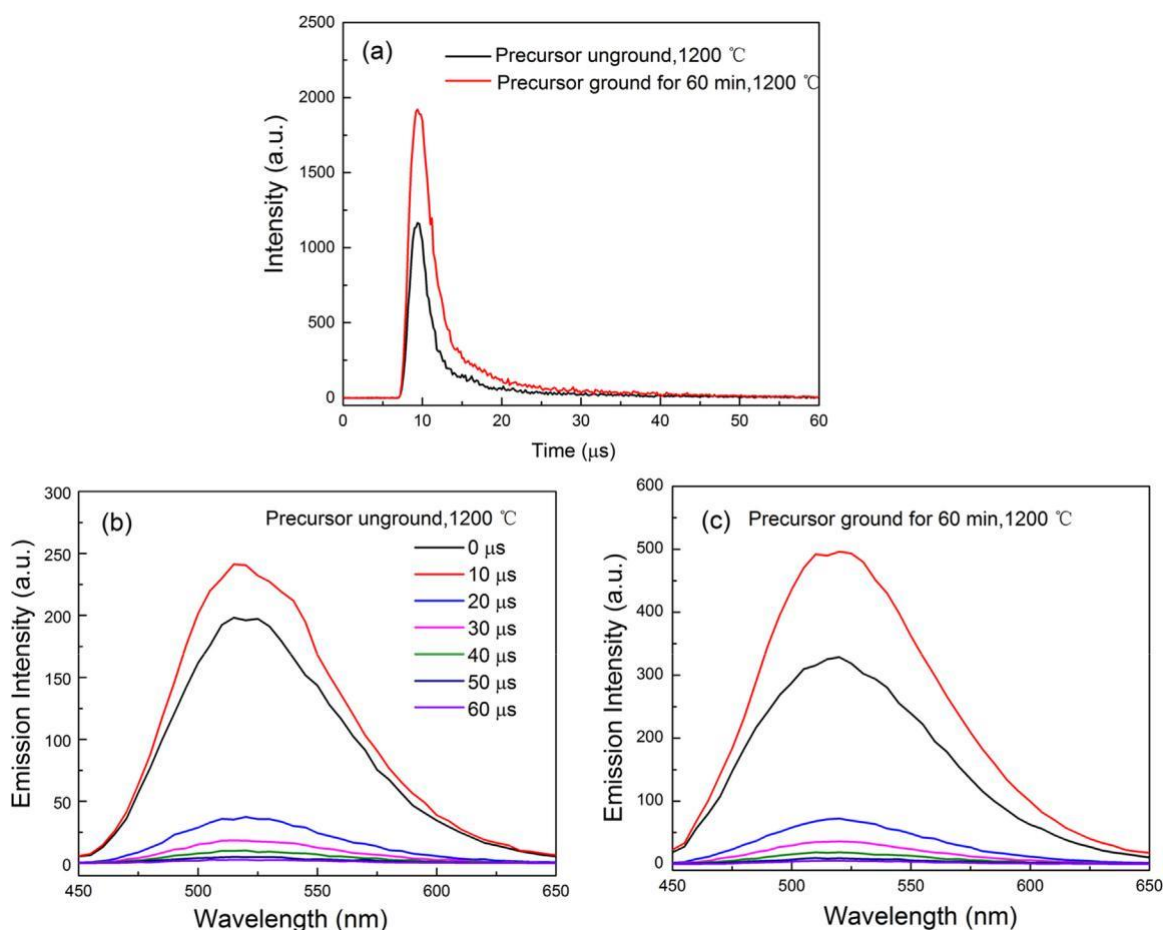 (a)
Precursor unground,1200 ℃
Precursor ground for 60 min,1200 ℃
2500
2000
1500
1000
500
0
Intensity (a.u.)
0 10 20 30 40 50 60
Time (μs)
(b)
Precursor unground,1200 ℃
0 μs
10 μs
20 μs
30 μs
40 μs
50 μs
60 μs
300
250
200
150
100
50
0
Emission Intensity (a.u.)
450 500 550 600 650
Wavelength (nm)
(c)
Precursor ground for 60 min,1200 ℃
600
500
400
300
200
100
0
Emission Intensity (a.u.)
450 500 550 600 650
Wavelength (nm)